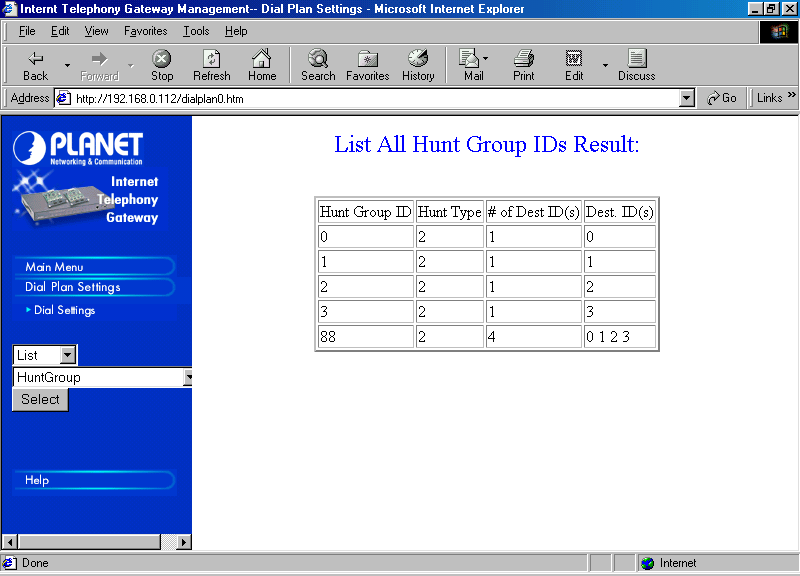 Internt Telephony Gateway Management-- Dial Plan Settings - Microsoft Internet Explorer
File Edit View Favorites Tools Help
Back Forward Stop Refresh Home Search Favorites History Mail Print Edit Discuss
Address http://192.168.0.112/dialplan0.htm Go Links »
PLANET
Networking & Communication
Internet
Telephony
Gateway
Main Menu
Dial Plan Settings
Dial Settings
List
HuntGroup
Select
Help
List All Hunt Group IDs Result:
Hunt Group ID Hunt Type # of Dest ID(s) Dest. ID(s)
0 2 1 0
1 2 1 1
2 2 1 2
3 2 1 3
88 2 4 0 1 2 3
Done Internet